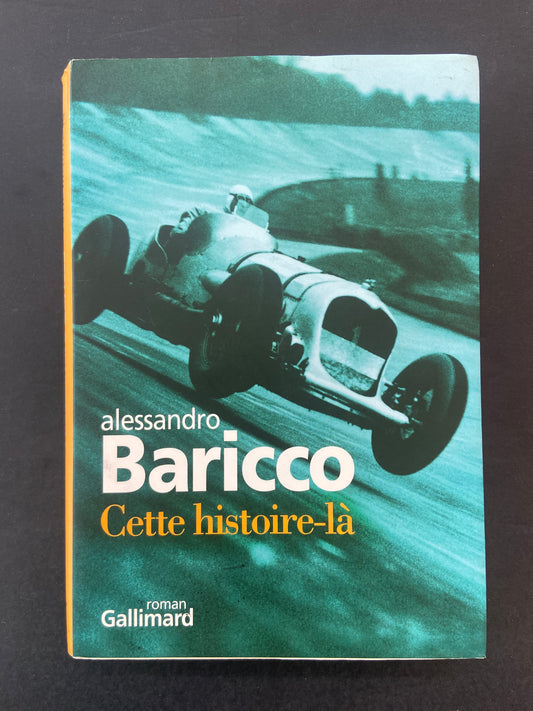 alessandro
Baricco
Cette histoire-là
roman
Gallimard